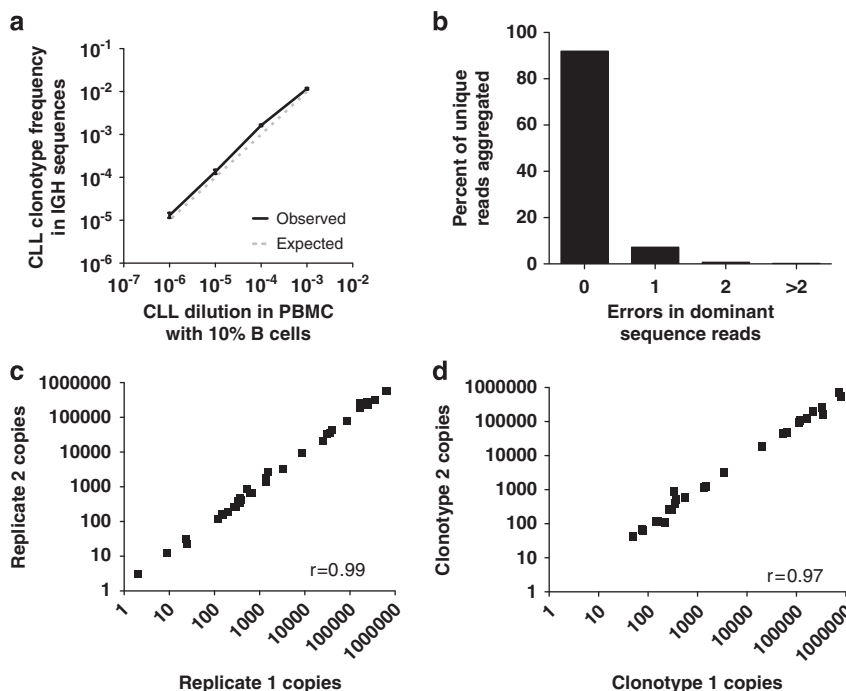 a
CLL clonotype frequency
in IGH sequences
10-1
10-2
10-3
10-4
10-5
10-6
Observed
Expected
10-7 10-6 10-5 10-4 10-3 10-2
CLL dilution in PBMC
with 10% B cells
b
Percent of unique
reads aggregated
100
80
60
40
20
0
0 1 2 >2
Errors in dominant
sequence reads
c
Replicate 2 copies
1000000
100000
10000
1000
100
10
1
r=0.99
1 10 100 1000 10000 100000 1000000
Replicate 1 copies
d
Clonotype 2 copies
1000000
100000
10000
1000
100
10
1
r=0.97
1 10 100 1000 10000 100000 1000000
Clonotype 1 copies